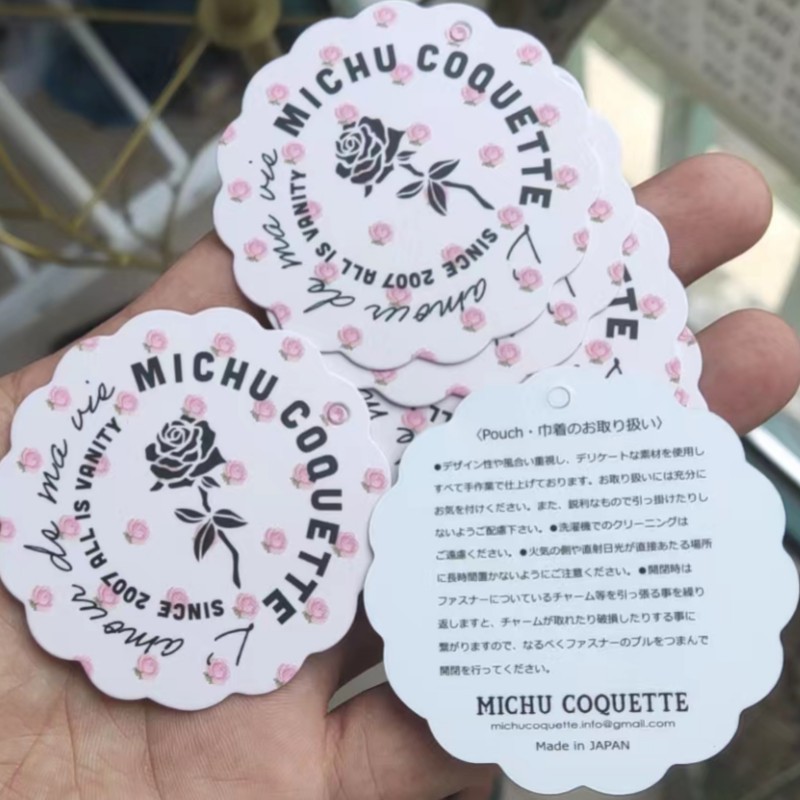 MICHU COQUETTE
L'amour de ma vie
SINCE 2007 ALL IS VANITY
ETTE
MICHU COQUETTE
L'amour de ma vie
SINCE 2007 ALL IS VANITY
〈Pouch・巾着のお取り扱い〉
●デザイン性や風合い重視し、デリケートな素材を使用し
すべて手作業で仕上げております。お取り扱いには充分に
お気を付けください。また、鋭利なもので引っ掛けたりし
ないようご配慮下さい。●洗濯機でのクリーニングは
ご遠慮ください。●火気の側や直射日光が直接あたる場所
に長時間置かないようにご注意ください。●開閉時は
ファスナーについているチャーム等を引っ張る事を繰り
返しますと、チャームが取れたり破損したりする事に
繋がりますので、なるべくファスナーのプルをつまんで
開閉を行ってください。
MICHU COQUETTE
michucoquette.info@gmail.com
Made in JAPAN